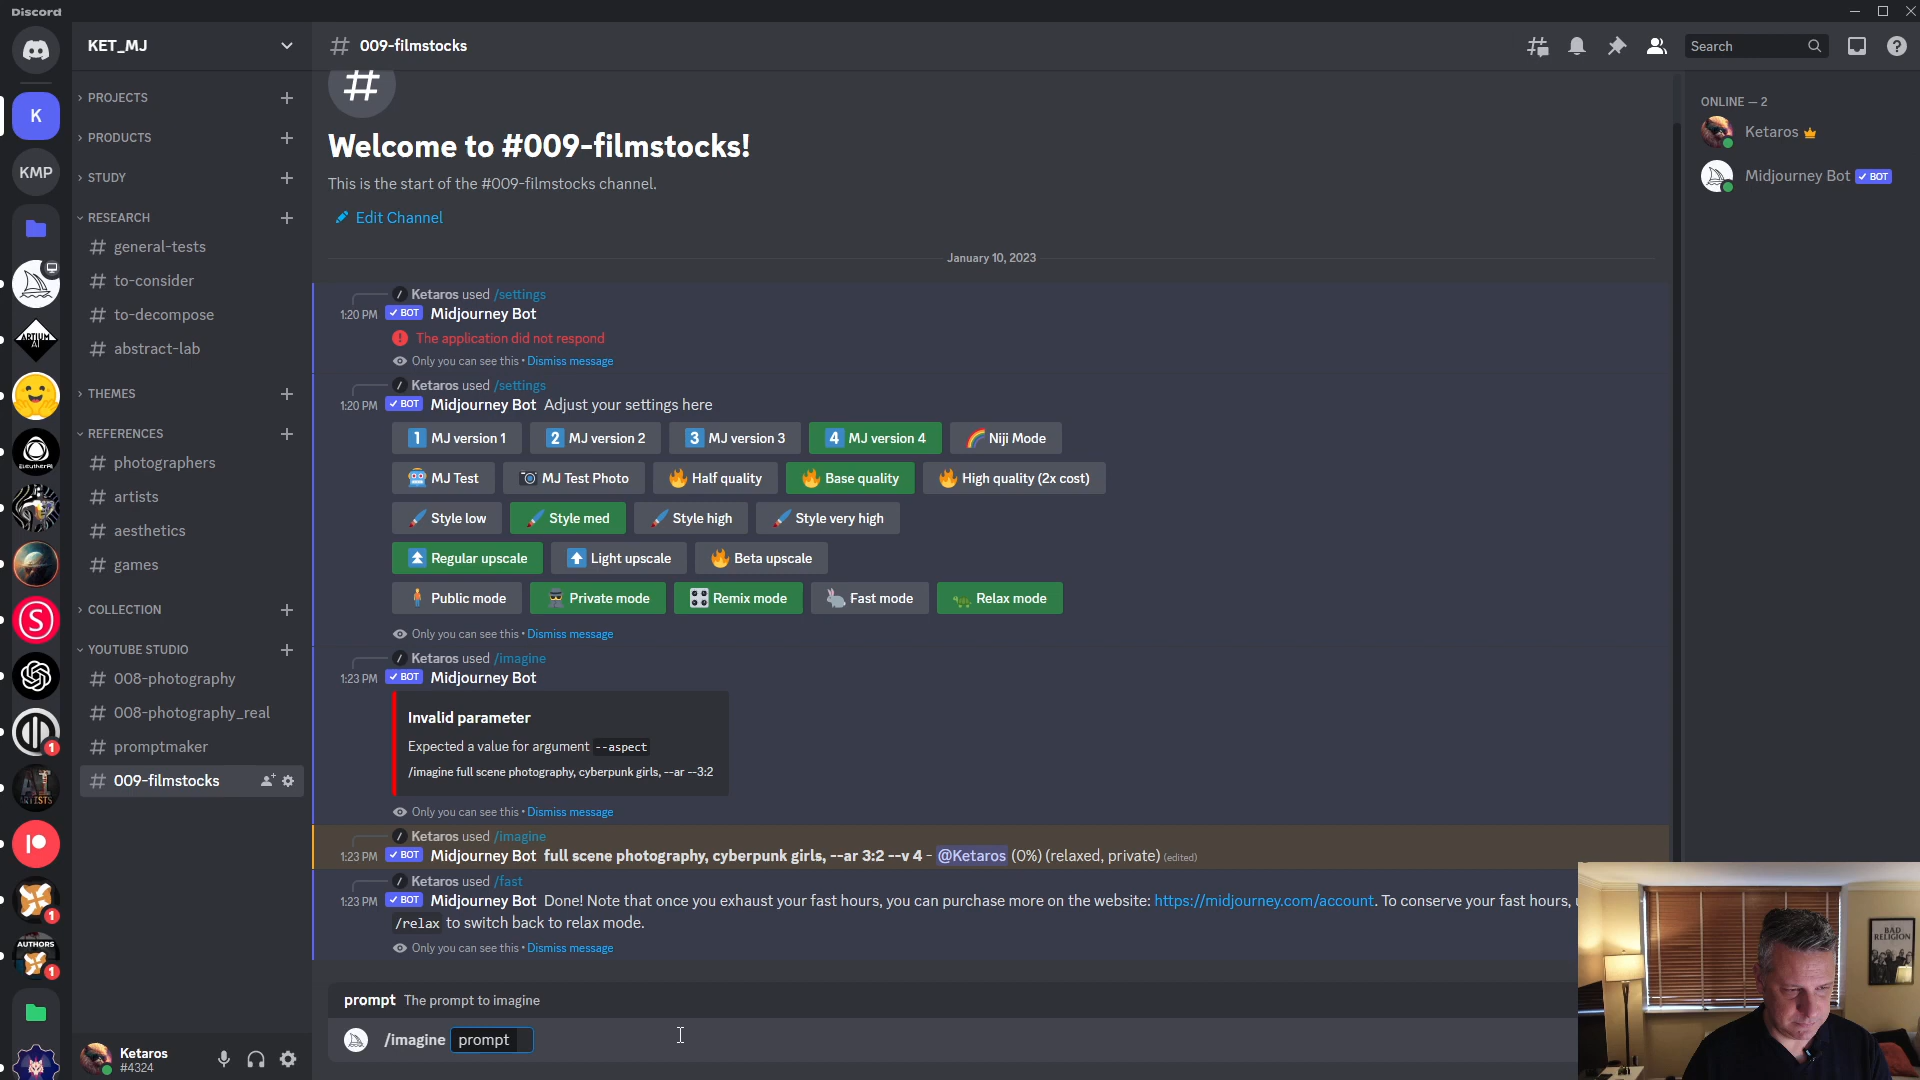 Discord
KET_MJ
009-filmstocks
Search
K
KMP
ARTIUM
AI
AI
ARTISTS
AUTHORS
1
1
1
PROJECTS
PRODUCTS
STUDY
RESEARCH
general-tests
to-consider
to-decompose
abstract-lab
THEMES
REFERENCES
photographers
artists
aesthetics
games
COLLECTION
YOUTUBE STUDIO
008-photography
008-photography_real
promptmaker
009-filmstocks
Ketaros
#4324
Welcome to #009-filmstocks!
This is the start of the #009-filmstocks channel.
Edit Channel
January 10, 2023
Ketaros used /settings
1:20 PM BOT Midjourney Bot
The application did not respond
Only you can see this • Dismiss message
Ketaros used /settings
1:20 PM BOT Midjourney Bot Adjust your settings here
1 MJ version 1 2 MJ version 2 3 MJ version 3 4 MJ version 4 Niji Mode
MJ Test MJ Test Photo Half quality Base quality High quality (2x cost)
Style low Style med Style high Style very high
Regular upscale Light upscale Beta upscale
Public mode Private mode Remix mode Fast mode Relax mode
Only you can see this • Dismiss message
Ketaros used /imagine
1:23 PM BOT Midjourney Bot
Invalid parameter
Expected a value for argument --aspect
/imagine full scene photography, cyberpunk girls, --ar --3:2
Only you can see this • Dismiss message
Ketaros used /imagine
1:23 PM BOT Midjourney Bot full scene photography, cyberpunk girls, --ar 3:2 --v 4 - @Ketaros (0%) (relaxed, private) (edited)
Ketaros used /fast
1:23 PM BOT Midjourney Bot Done! Note that once you exhaust your fast hours, you can purchase more on the website: https://midjourney.com/account. To conserve your fast hours,
/relax to switch back to relax mode.
Only you can see this • Dismiss message
prompt The prompt to imagine
/imagine prompt
ONLINE — 2
Ketaros
Midjourney Bot BOT
BAD
RELIGION